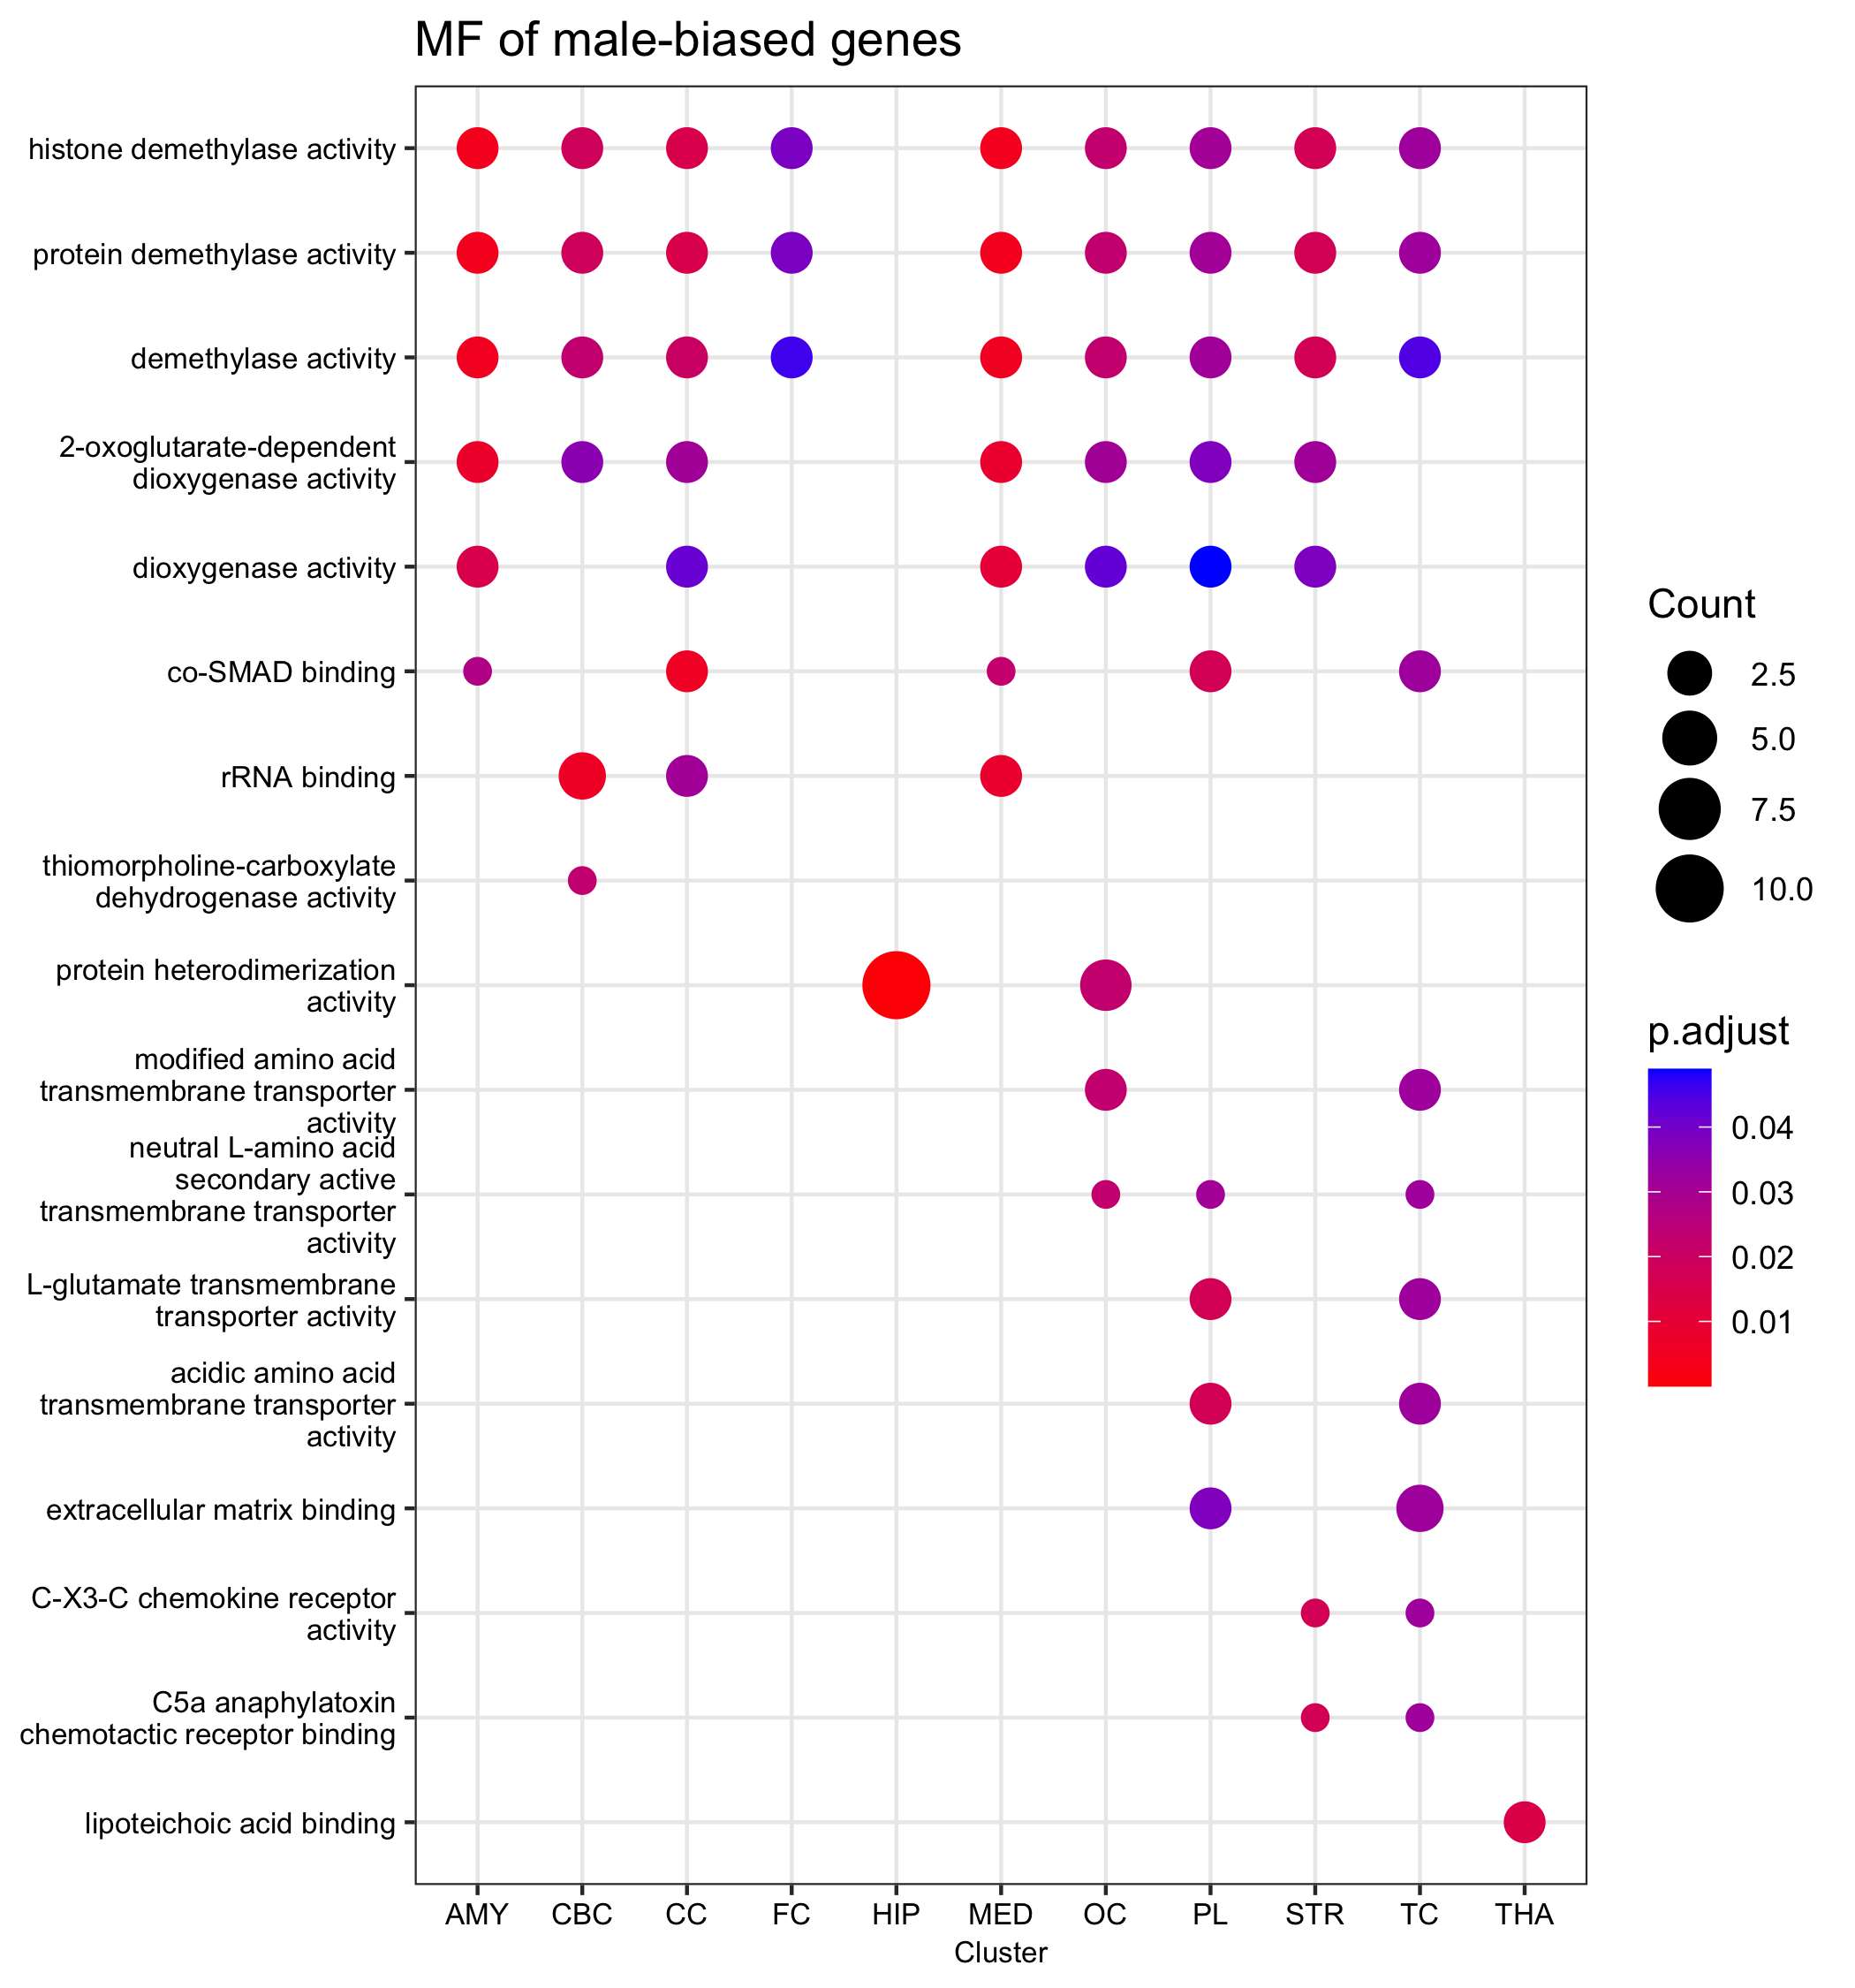 MF of male-biased genes
histone demethylase activity
protein demethylase activity
demethylase activity
2-oxoglutarate-dependent
dioxygenase activity
dioxygenase activity
co-SMAD binding
rRNA binding
thiomorpholine-carboxylate
dehydrogenase activity
protein heterodimerization
activity
modified amino acid
transmembrane transporter
activity
neutral L-amino acid
secondary active
transmembrane transporter
activity
L-glutamate transmembrane
transporter activity
acidic amino acid
transmembrane transporter
activity
extracellular matrix binding
C-X3-C chemokine receptor
activity
C5a anaphylatoxin
chemotactic receptor binding
lipoteichoic acid binding
AMY CBC CC FC HIP MED OC PL STR TC THA
Cluster
Count
2.5
5.0
7.5
10.0
p.adjust
0.04
0.03
0.02
0.01